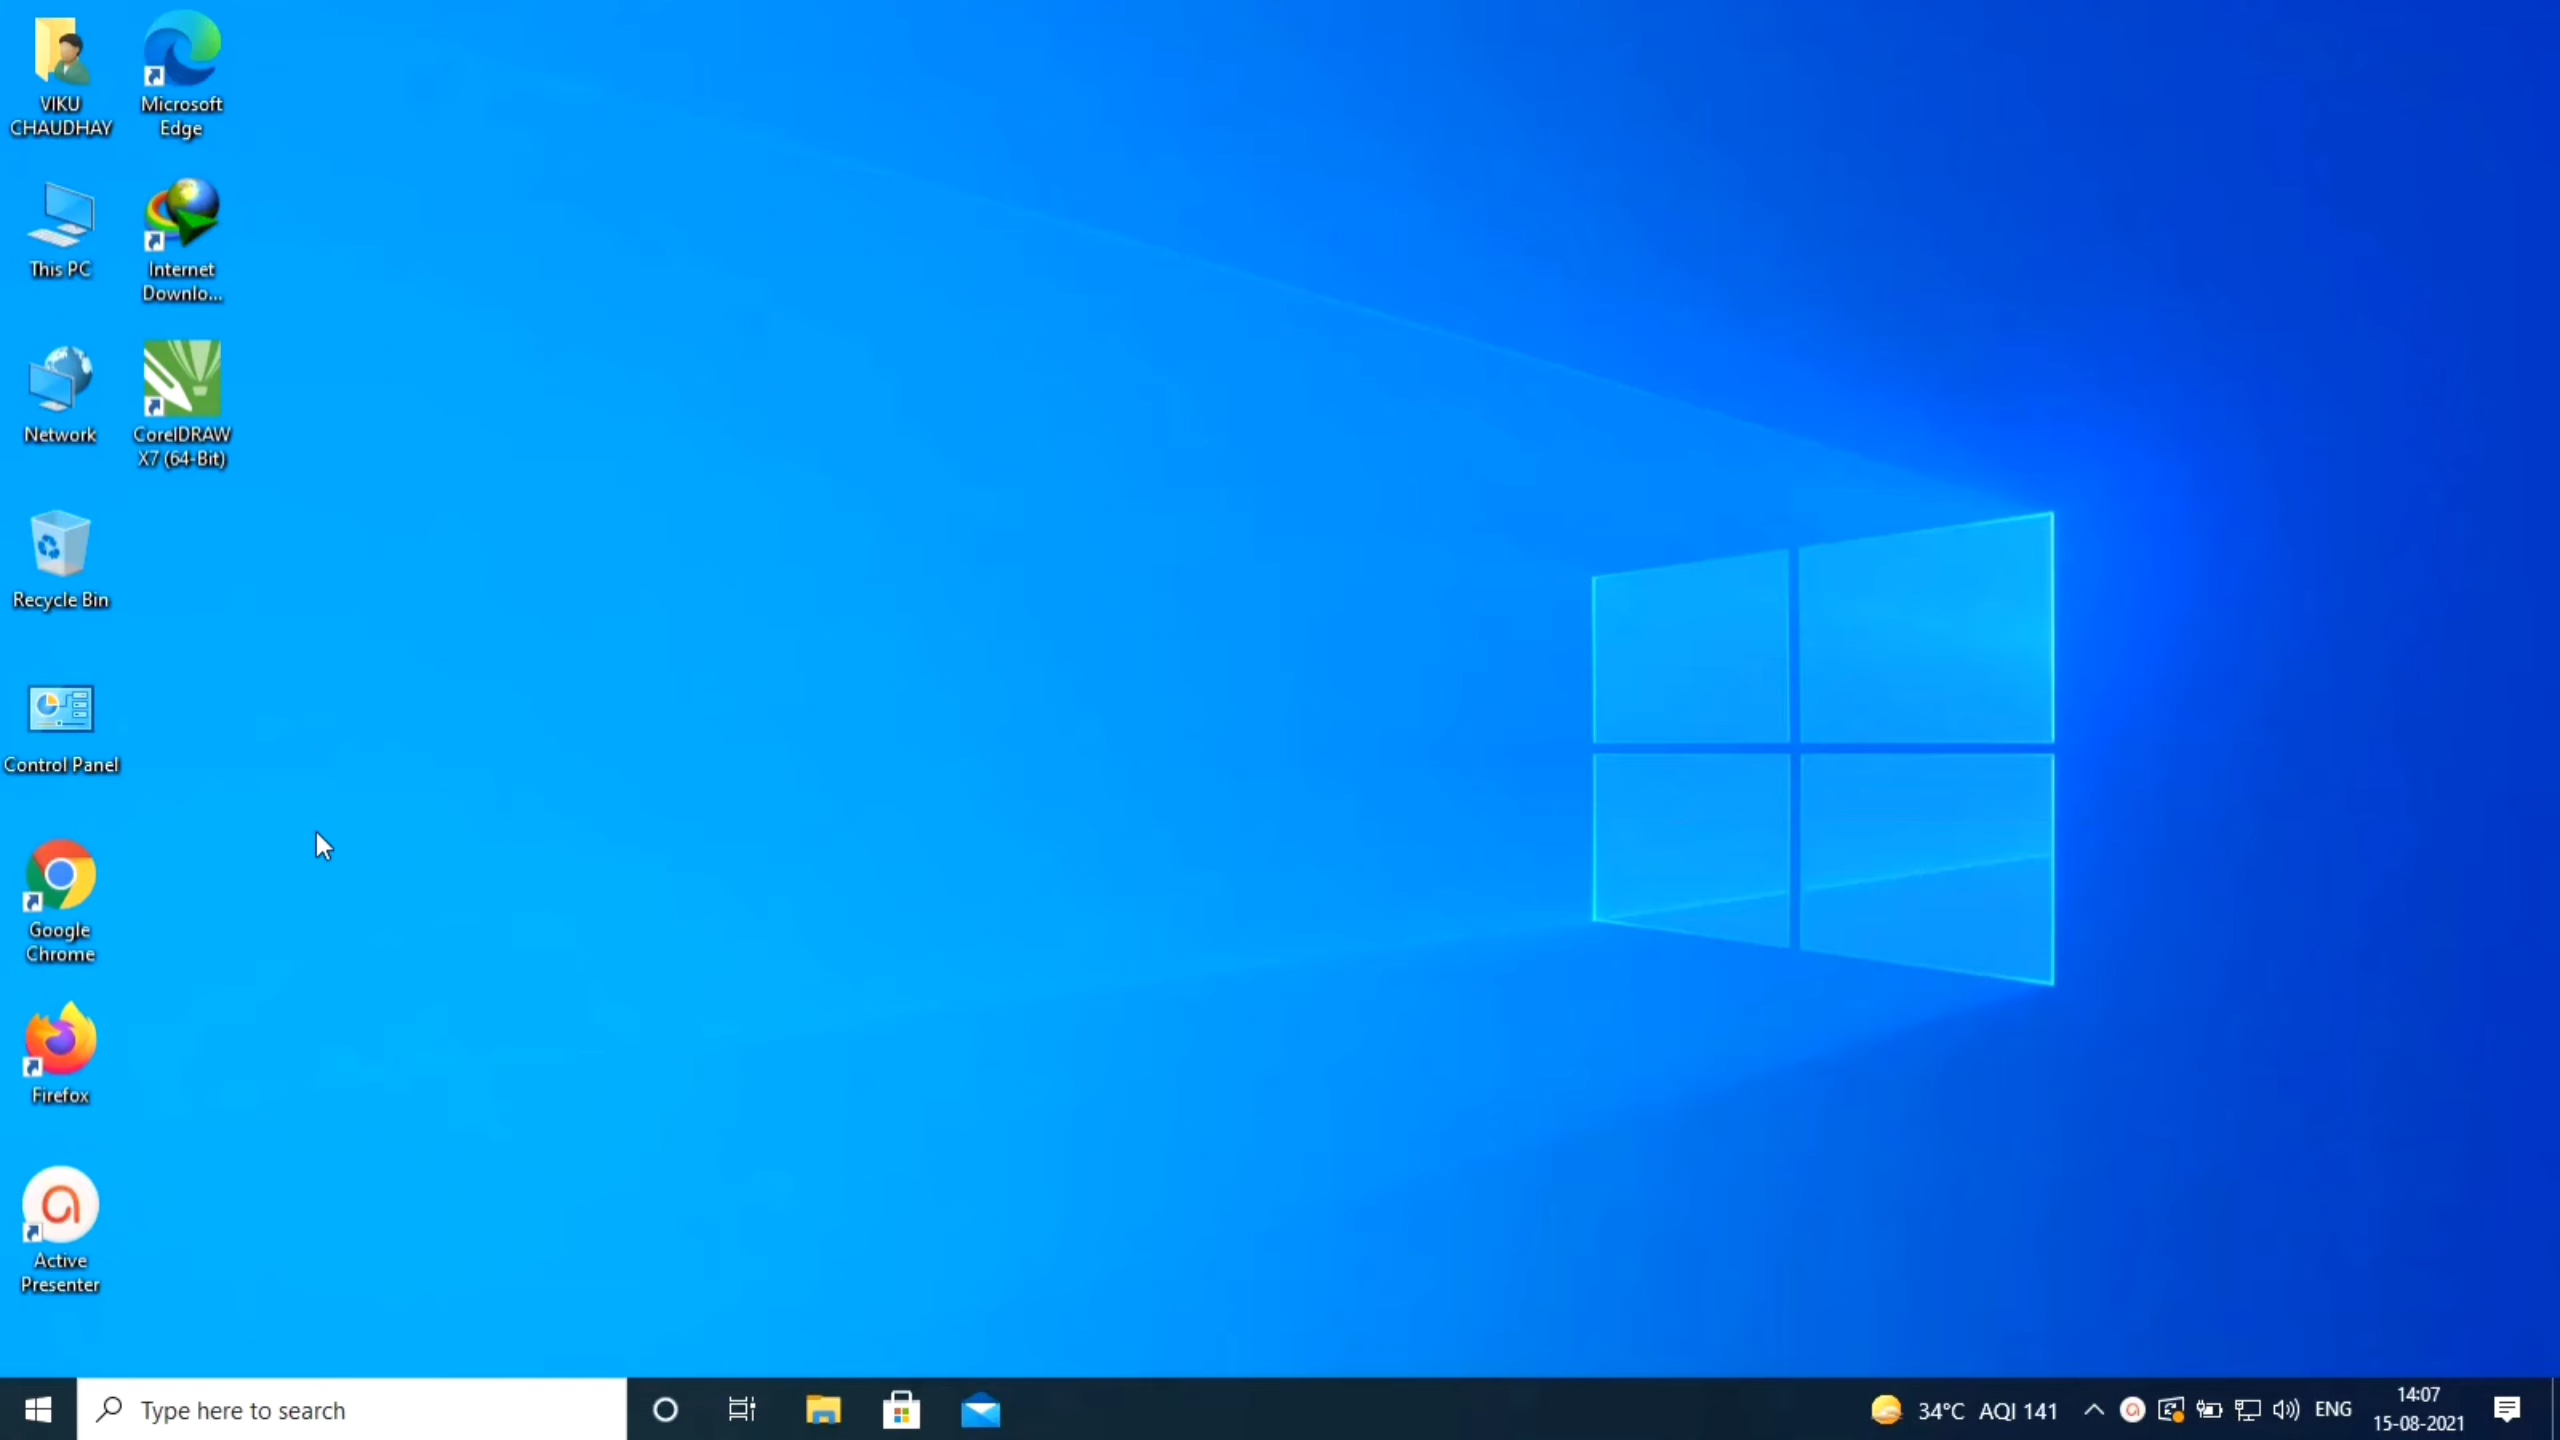 VIKU
CHAUDHAY
Microsoft
Edge
This PC
Internet
Downlo...
Network
CorelDRAW
X7 (64-Bit)
Recycle Bin
Control Panel
Google
Chrome
Firefox
Active
Presenter
Type here to search
34°C AQI 141
ENG
14:07
15-08-2021